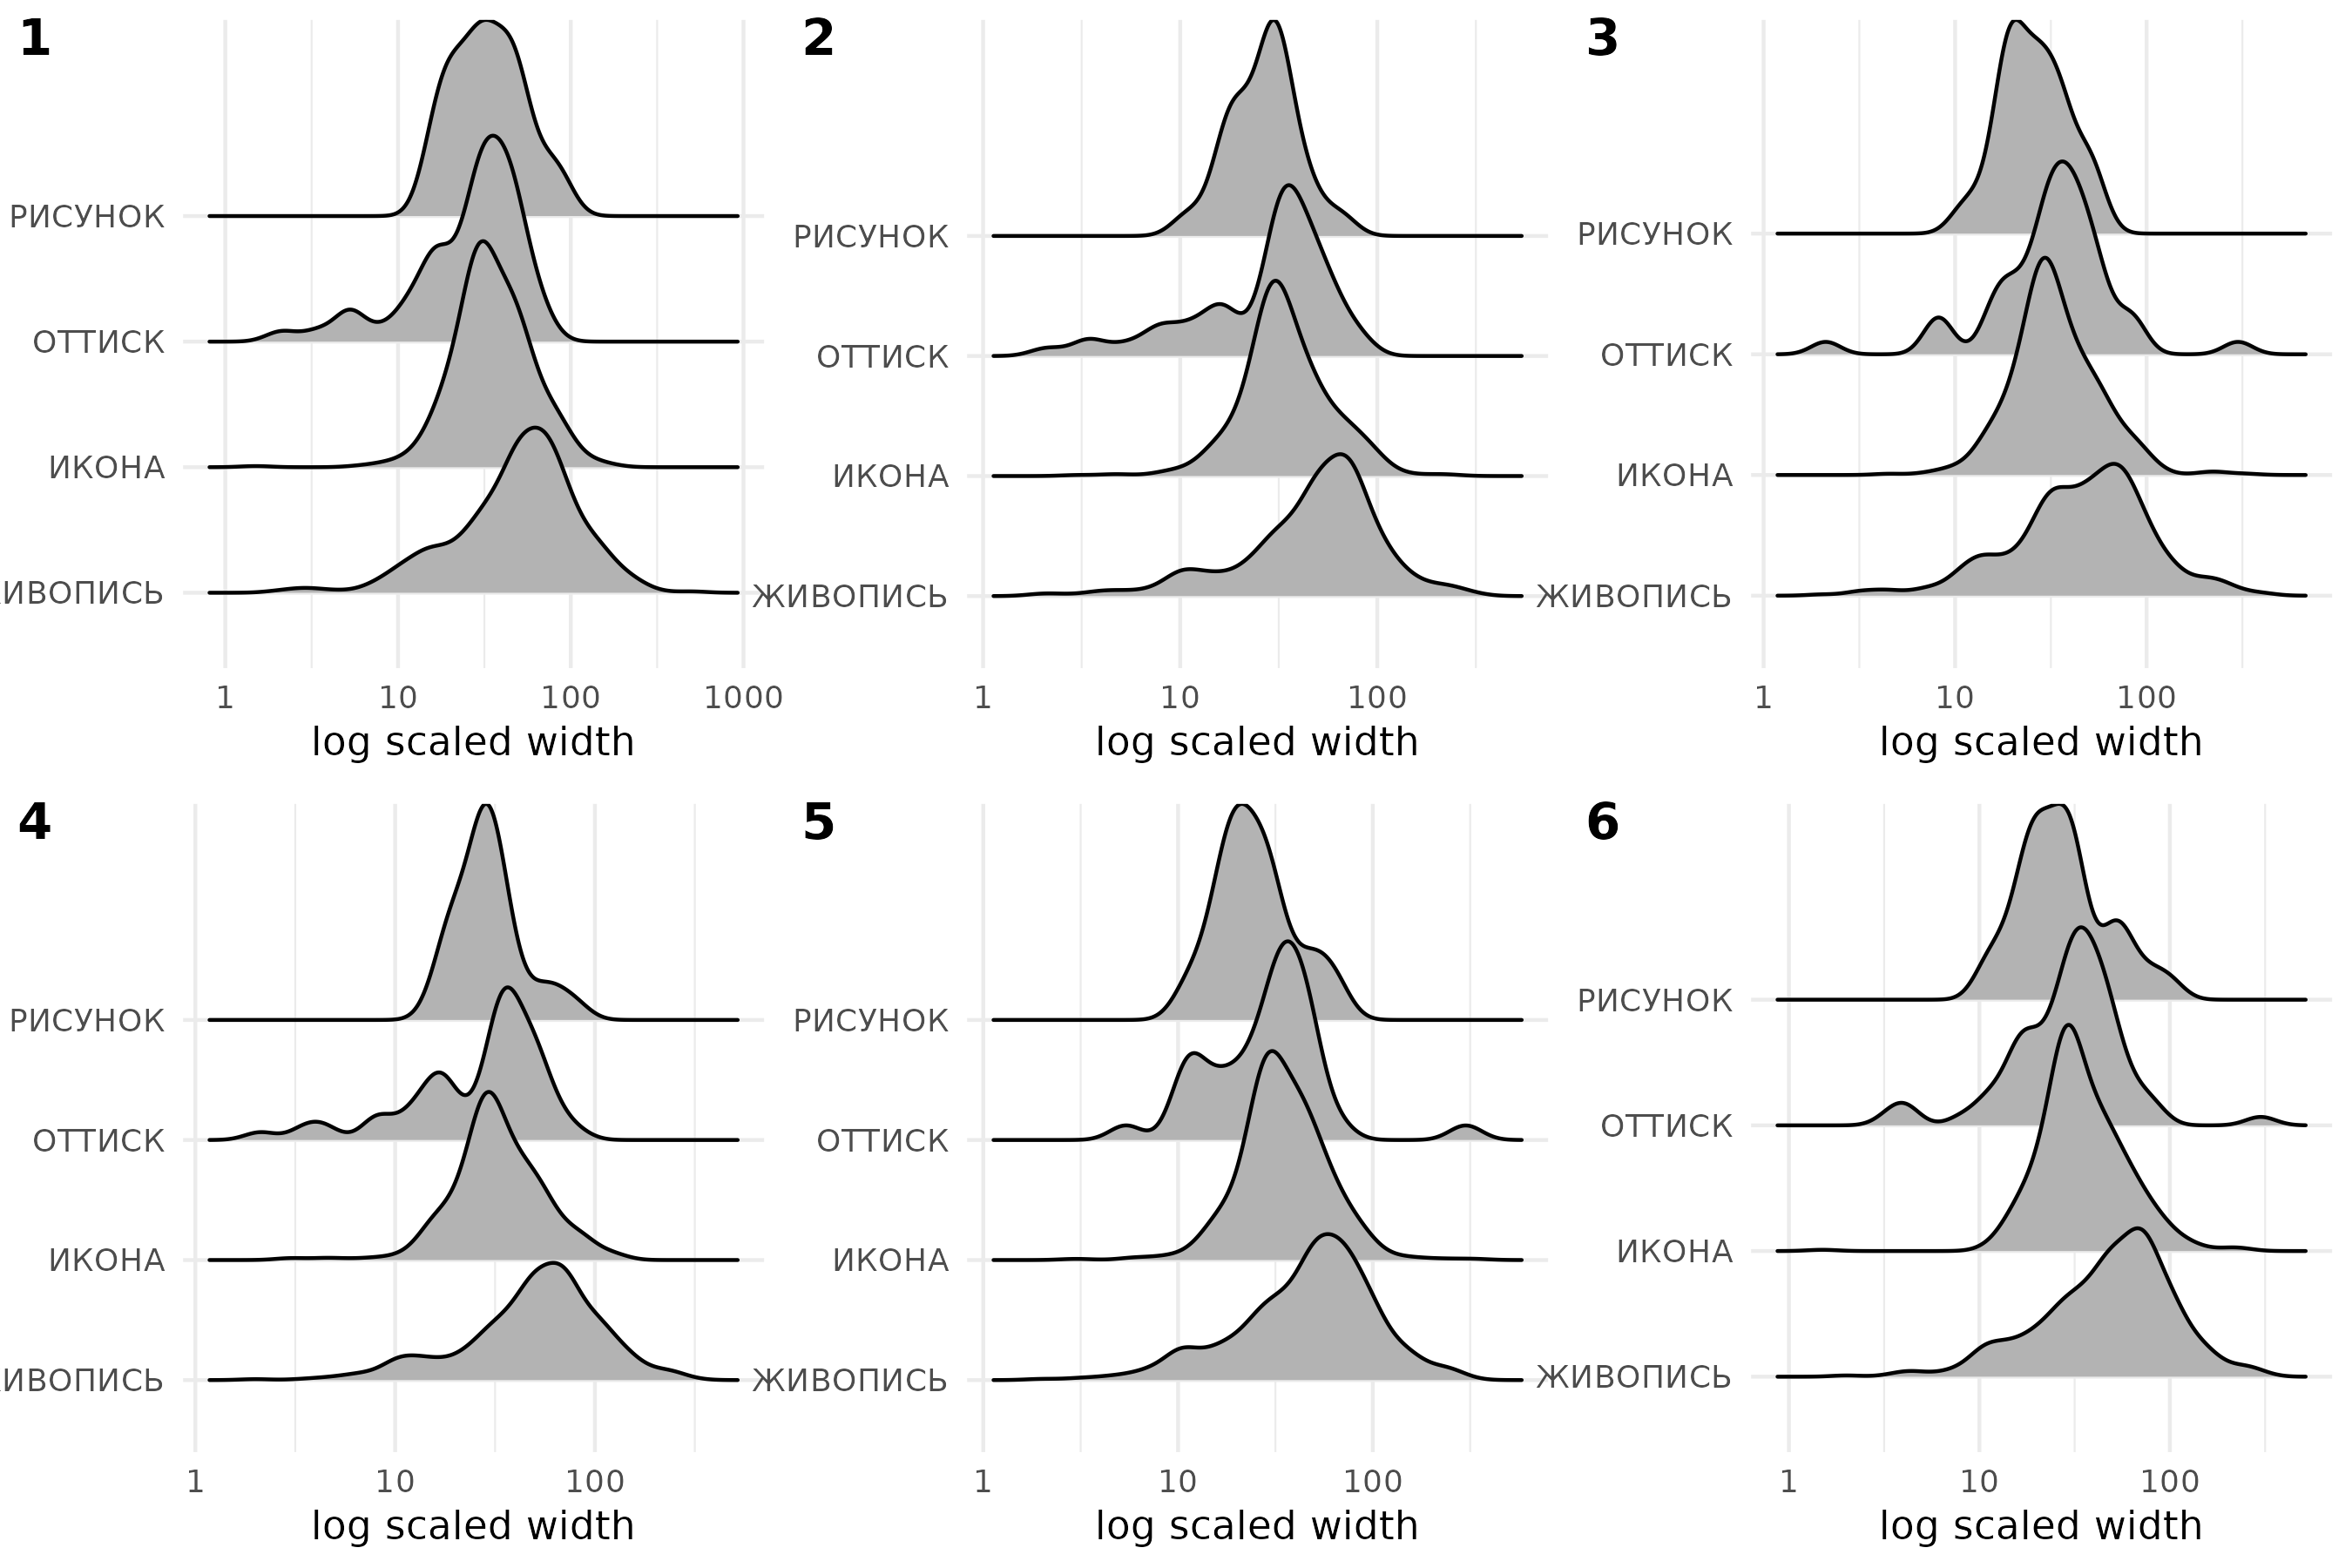 1
РИСУНОК
ОТТИСК
ИКОНА
ИВОПИСЬ
1 10 100 1000
log scaled width
2
РИСУНОК
ОТТИСК
ИКОНА
ЖИВОПИСЬ
1 10 100
log scaled width
3
РИСУНОК
ОТТИСК
ИКОНА
ЖИВОПИСЬ
1 10 100
log scaled width
4
РИСУНОК
ОТТИСК
ИКОНА
ИВОПИСЬ
1 10 100
log scaled width
5
РИСУНОК
ОТТИСК
ИКОНА
ЖИВОПИСЬ
1 10 100
log scaled width
6
РИСУНОК
ОТТИСК
ИКОНА
ЖИВОПИСЬ
1 10 100
log scaled width